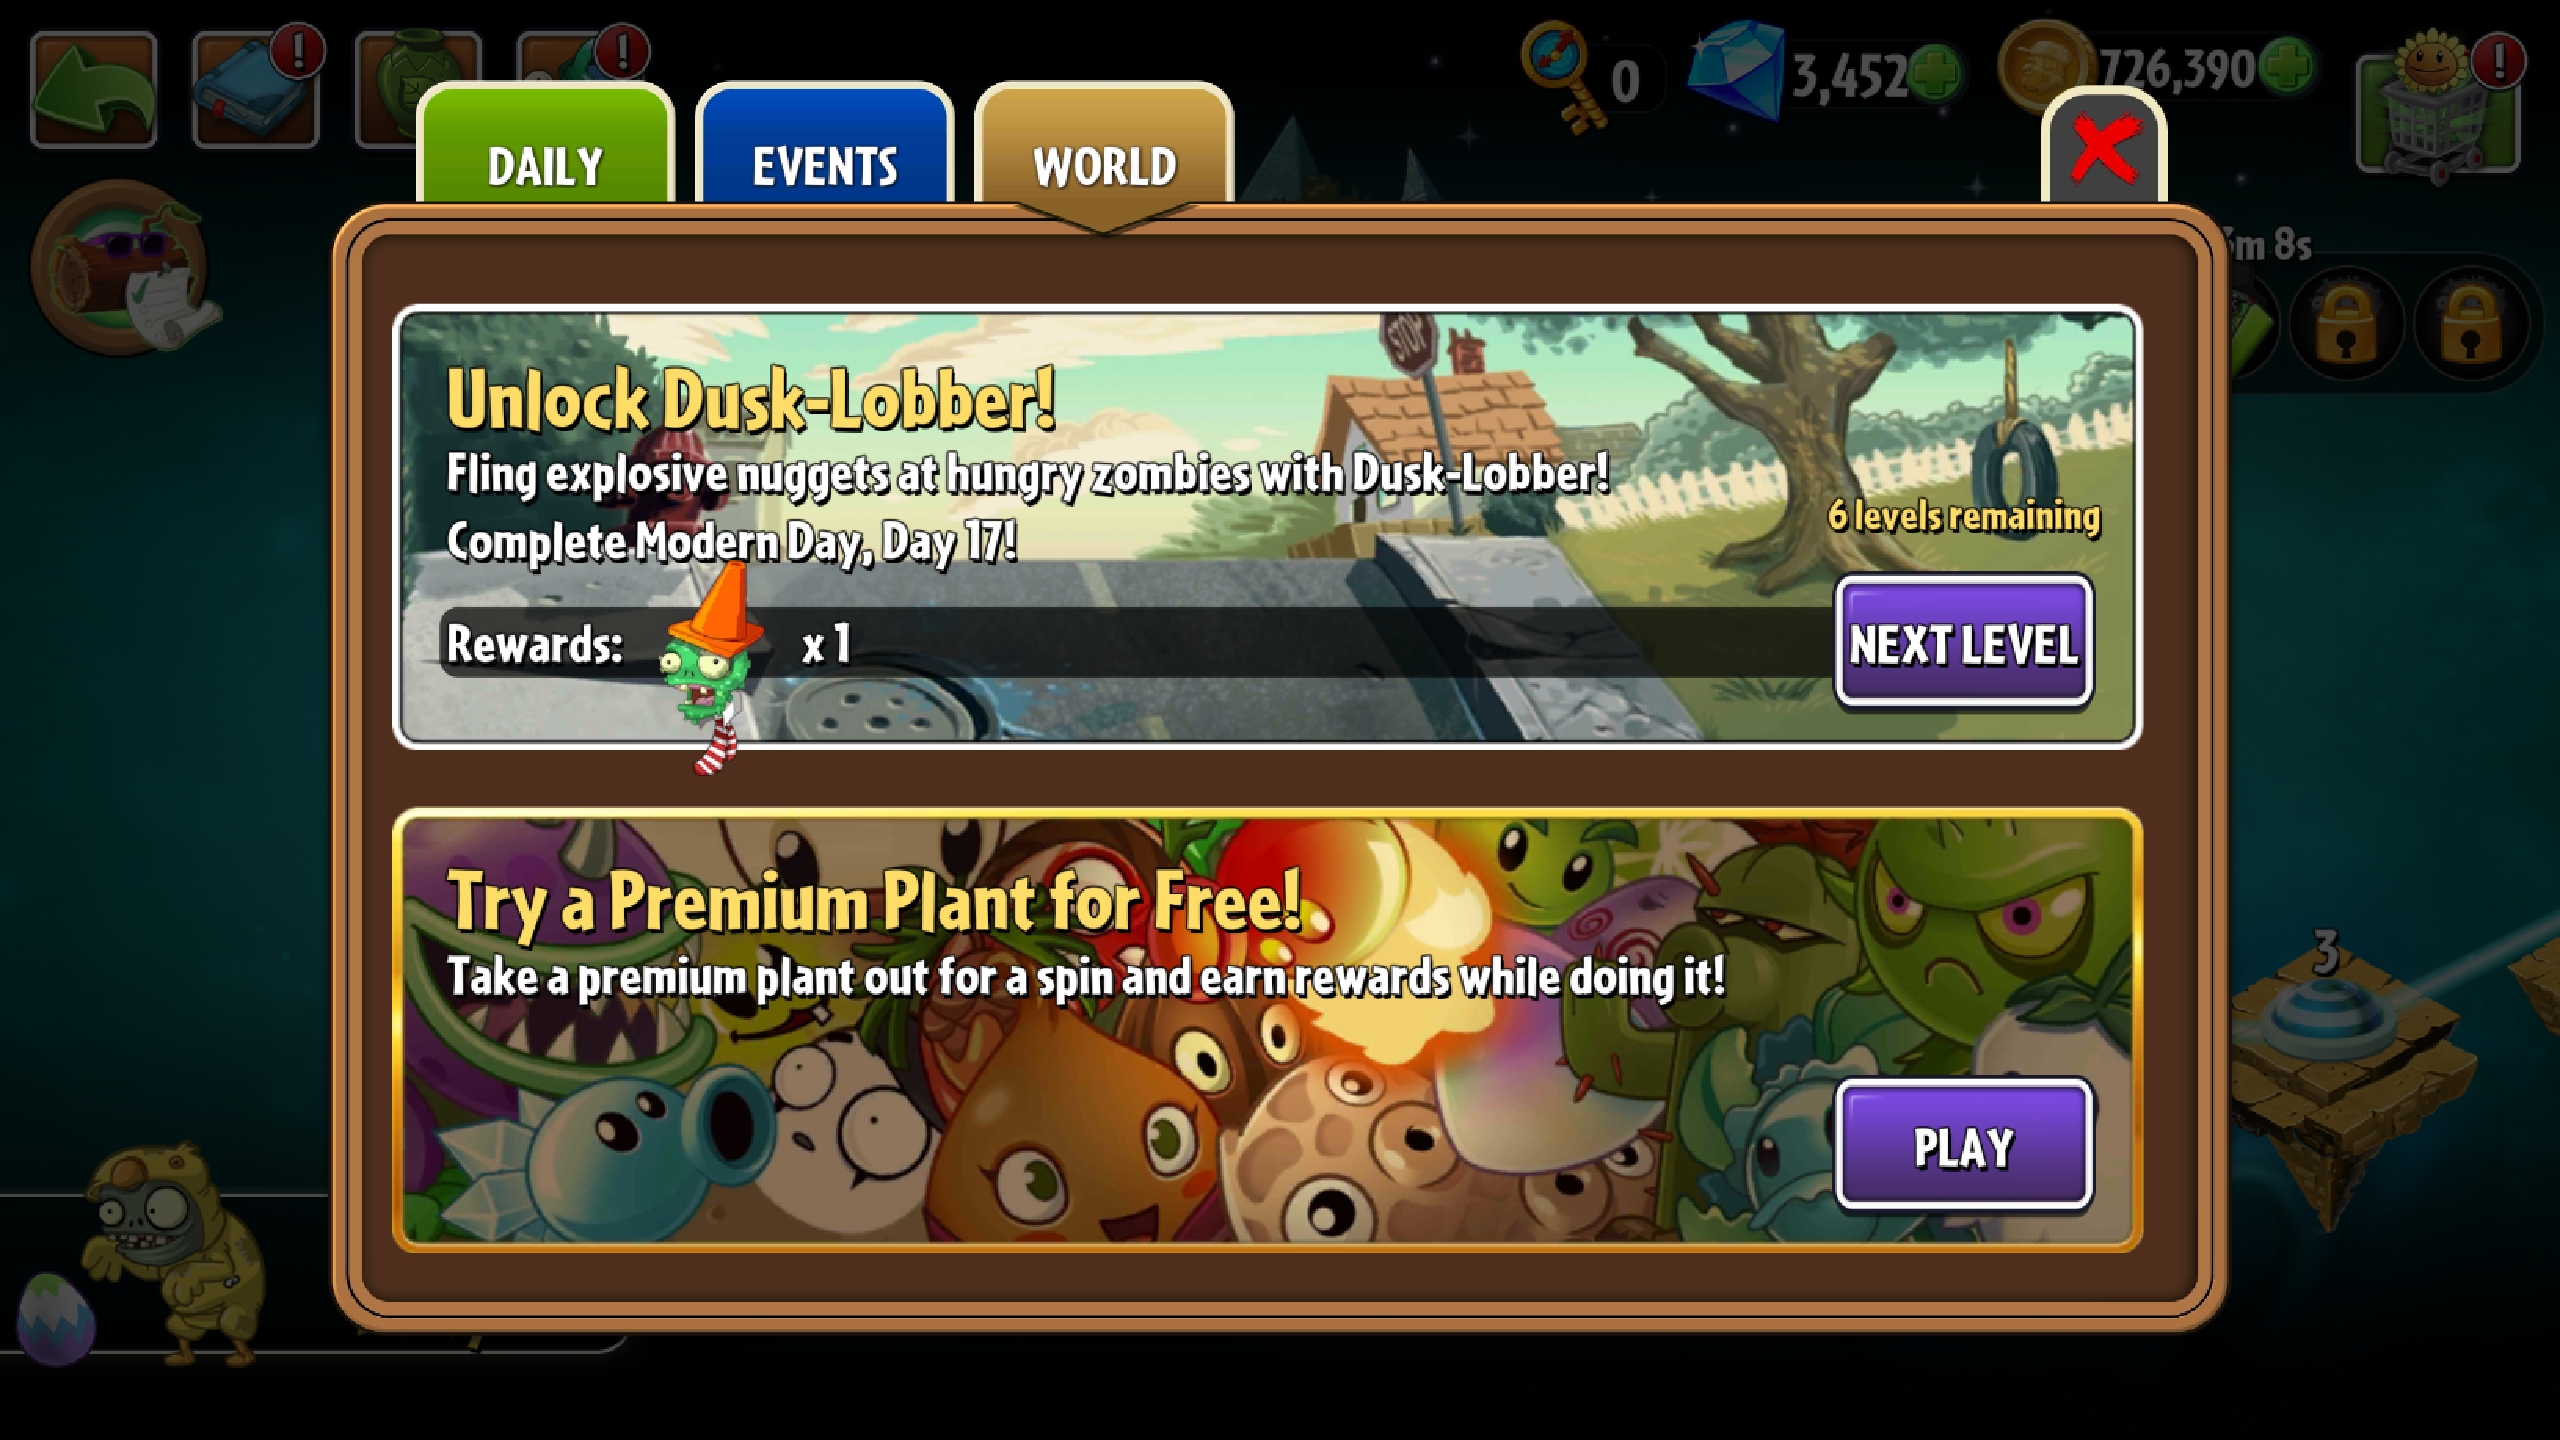 0
3,452
726,390
DAILY
EVENTS
WORLD
m 8s
Unlock Dusk-Lobber!
Fling explosive nuggets at hungry zombies with Dusk-Lobber!
Complete Modern Day, Day 17!
STOP
6 levels remaining
Rewards:
x 1
NEXT LEVEL
Try a Premium Plant for Free!
Take a premium plant out for a spin and earn rewards while doing it!
PLAY
3